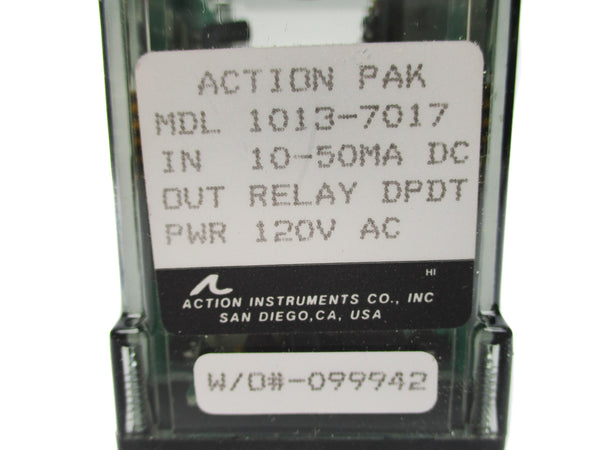 ACTION PAK
MDL 1013-7017
IN 10-50MA DC
OUT RELAY DPDT
PWR 120V AC
HI
ACTION INSTRUMENTS CO., INC
SAN DIEGO, CA, USA
W/O#-099942